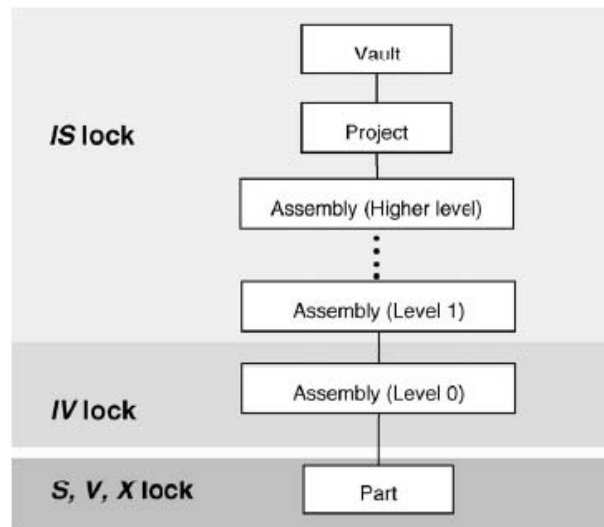 Vault
IS lock
Project
Assembly (Higher level)
Assembly (Level 1)
Assembly (Level 0)
IV lock
S, V, X lock
Part